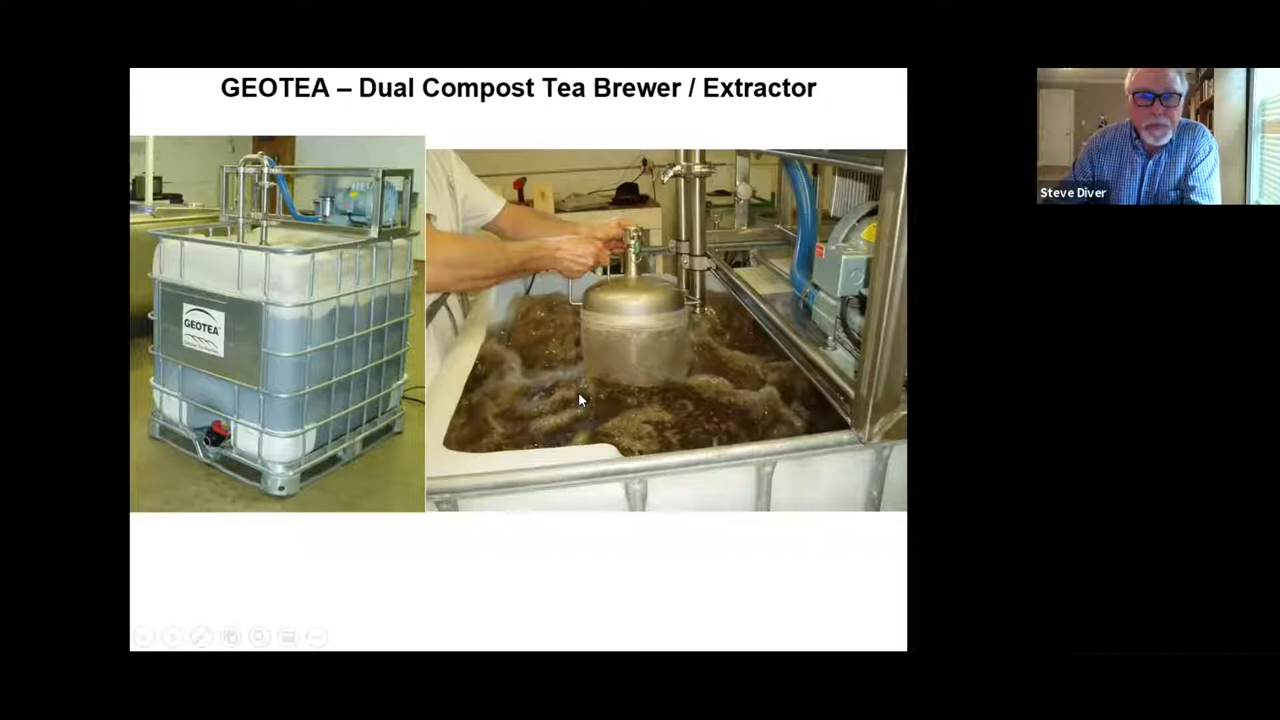 GEOTEA – Dual Compost Tea Brewer / Extractor
GEOTEA
Steve Diver